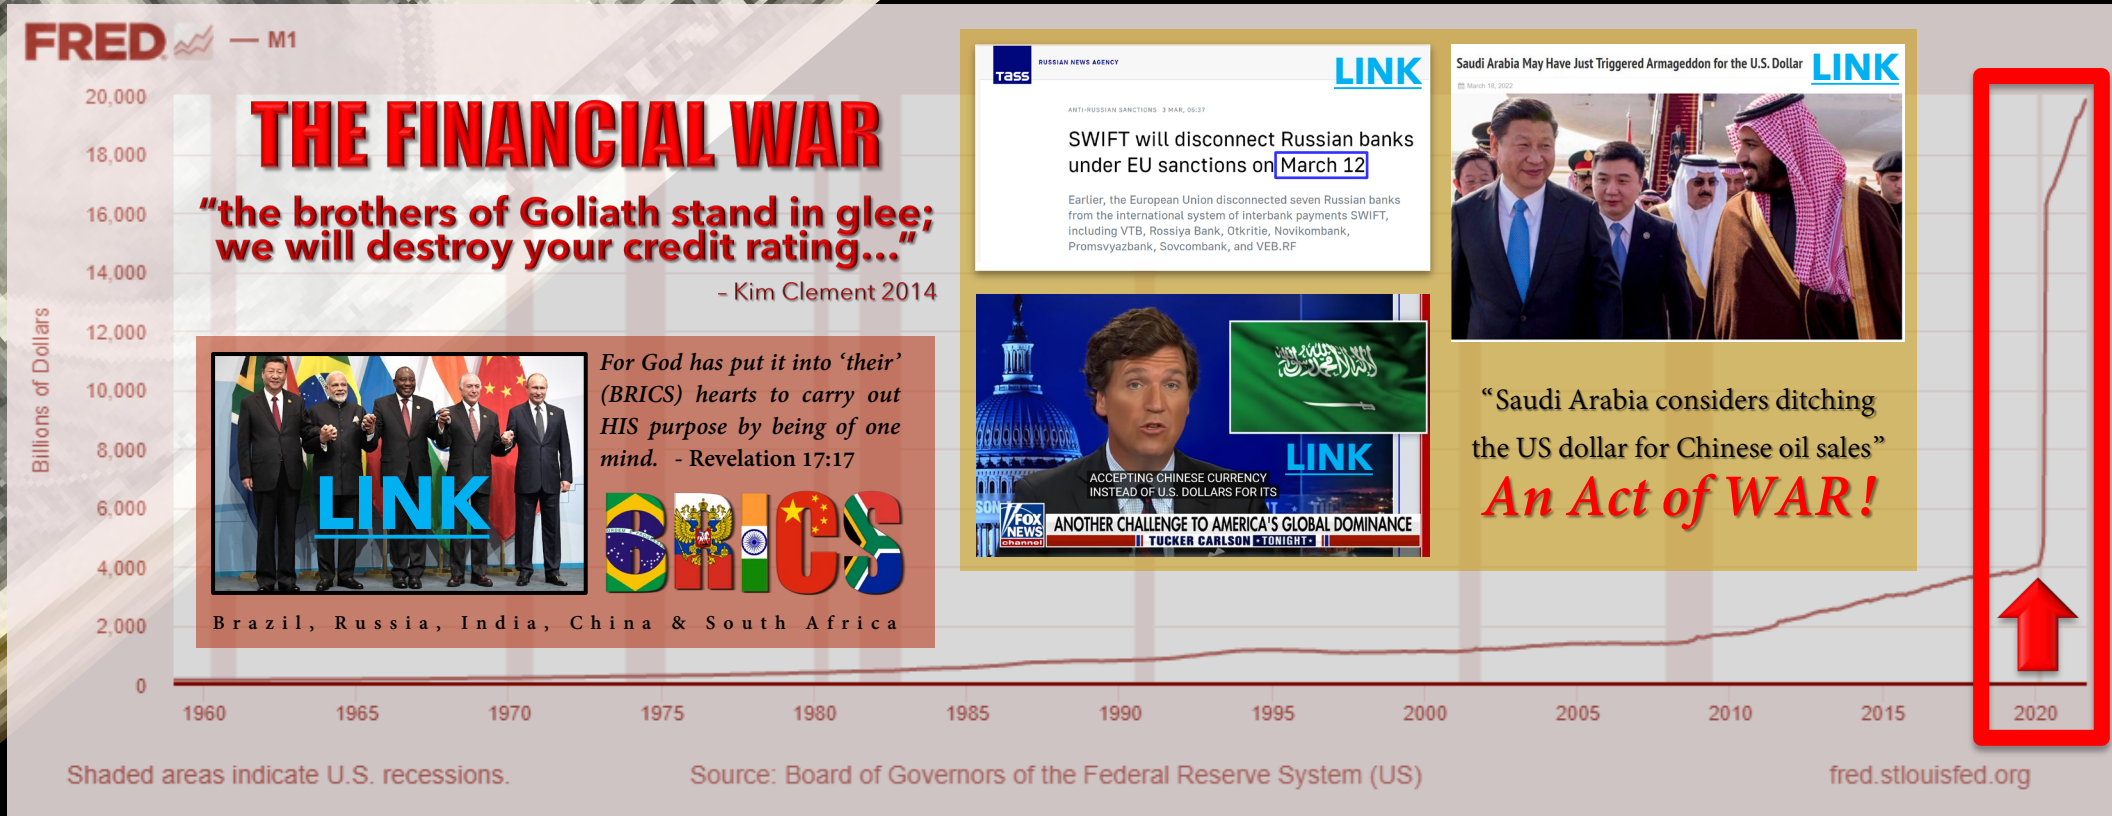 FRED — M1
20,000
18,000
16,000
14,000
12,000
10,000
8,000
6,000
4,000
2,000
0
Billions of Dollars
THE FINANCIAL WAR
“the brothers of Goliath stand in glee;
we will destroy your credit rating...”
– Kim Clement 2014
LINK
For God has put it into ‘their’
(BRICS) hearts to carry out
HIS purpose by being of one
mind. - Revelation 17:17
BRICS
Brazil, Russia, India, China & South Africa
TASS
RUSSIAN NEWS AGENCY
LINK
ANTI-RUSSIAN SANCTIONS 3 MAR, 06:37
SWIFT will disconnect Russian banks
under EU sanctions on March 12
Earlier, the European Union disconnected seven Russian banks
from the international system of interbank payments SWIFT,
including VTB, Rossiya Bank, Otkritie, Novikombank,
Promsvyazbank, Sovcombank, and VEB.RF
Saudi Arabia May Have Just Triggered Armageddon for the U.S. Dollar
LINK
March 18, 2022
LINK
ACCEPTING CHINESE CURRENCY
INSTEAD OF U.S. DOLLARS FOR ITS
FOX
NEWS
channel
ANOTHER CHALLENGE TO AMERICA'S GLOBAL DOMINANCE
TUCKER CARLSON TONIGHT
“Saudi Arabia considers ditching
the US dollar for Chinese oil sales”
An Act of WAR!
1960 1965 1970 1975 1980 1985 1990 1995 2000 2005 2010 2015 2020
Shaded areas indicate U.S. recessions.
Source: Board of Governors of the Federal Reserve System (US)
fred.stlouisfed.org